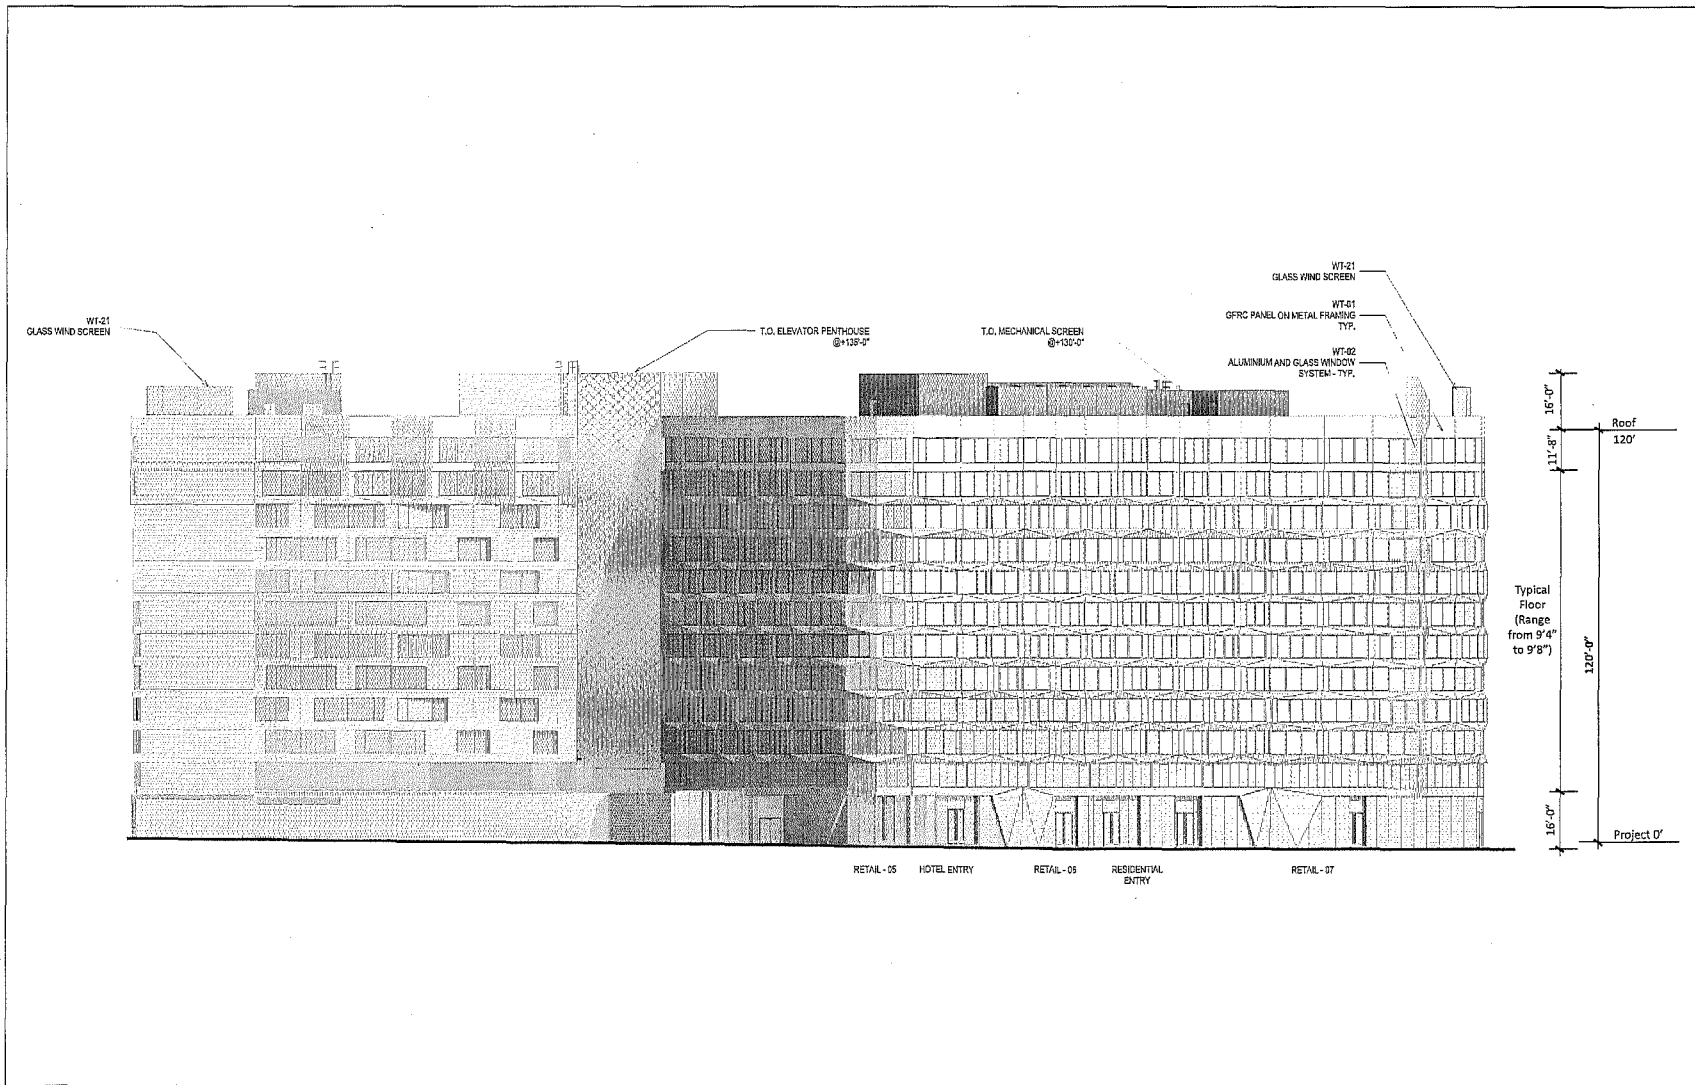 WT-21
GLASS WIND SCREEN
WT-01
GFRC PANEL ON METAL FRAMING
TYP.
WT-21
GLASS WIND SCREEN
T.O. ELEVATOR PENTHOUSE
@+135'-0"
T.O. MECHANICAL SCREEN
@+130'-0"
WT-02
ALUMINIUM AND GLASS WINDOW
SYSTEM - TYP.
16'-0"
Roof
120'
11'-8"
Typical
Floor
(Range
from 9'4"
to 9'8")
120'-0"
16'-0"
Project 0'
RETAIL - 05
HOTEL ENTRY
RETAIL - 06
RESIDENTIAL
ENTRY
RETAIL - 07